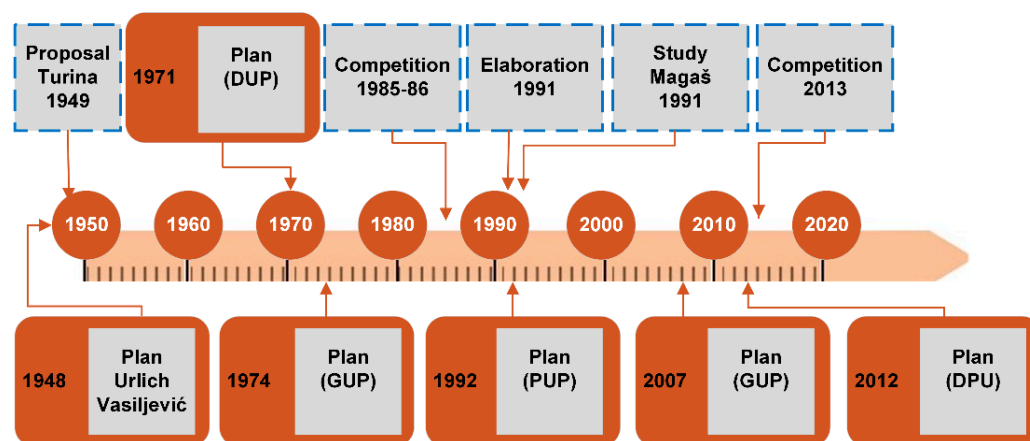 Proposal
Turina
1949
1971
Plan
(DUP)
Competition
1985-86
Elaboration
1991
Study
Magaš
1991
Competition
2013
1950
1960
1970
1980
1990
2000
2010
2020
1948
Plan
Urlich
Vasiljević
1974
Plan
(GUP)
1992
Plan
(PUP)
2007
Plan
(GUP)
2012
Plan
(DPU)